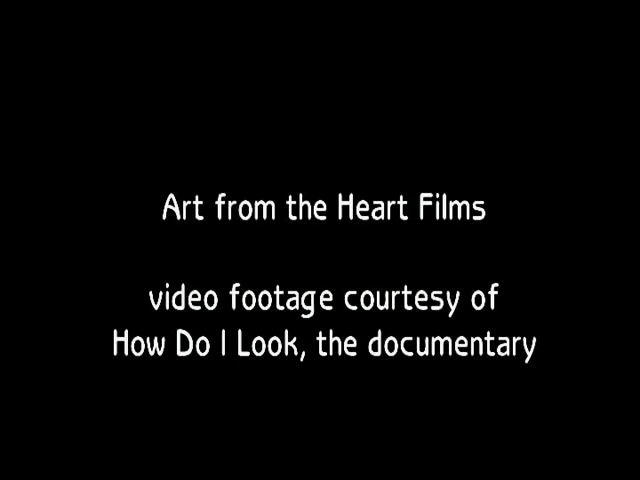 Art from the Heart Films
video footage courtesy of
How Do I Look, the documentary